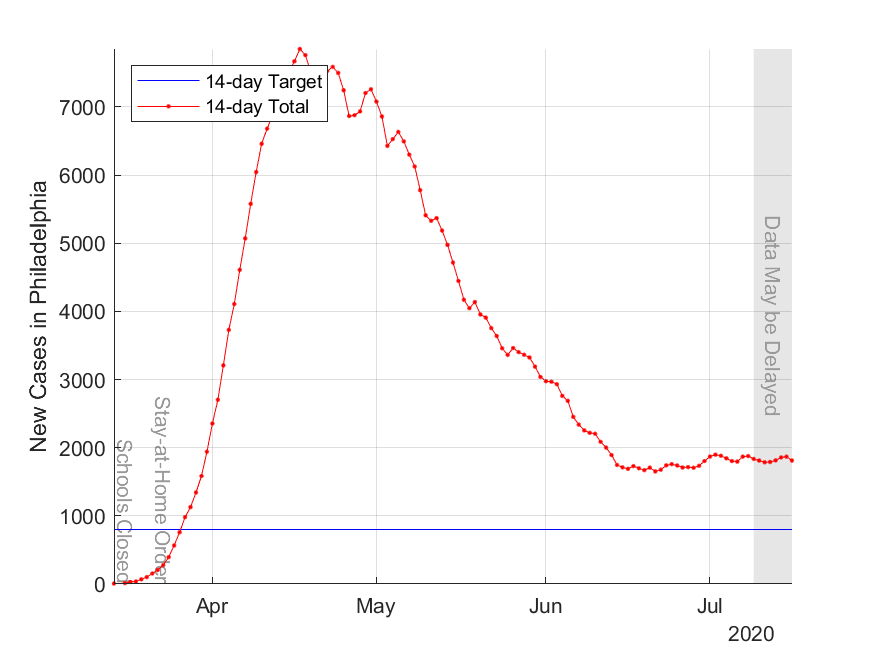 14-day Target
14-day Total
New Cases in Philadelphia
7000
6000
5000
4000
3000
2000
1000
0
Schools Closed
Stay-at-Home Order
Data May be Delayed
Apr
May
Jun
Jul
2020